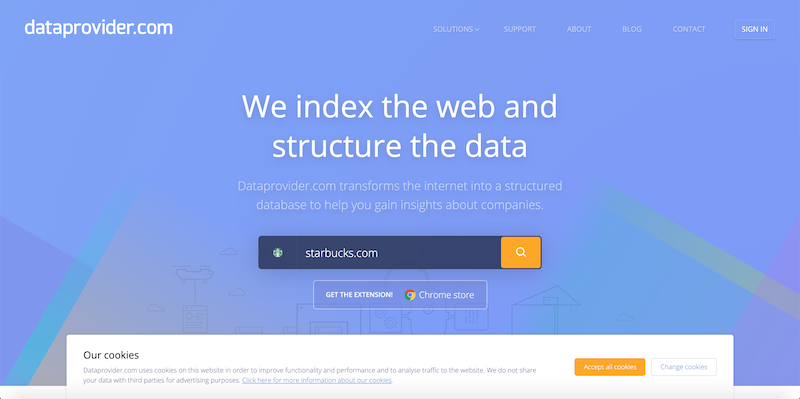 dataprovider.com
SOLUTIONS
SUPPORT
ABOUT
BLOG
CONTACT
SIGN IN
We index the web and
structure the data
Dataprovider.com transforms the internet into a structured
database to help you gain insights about companies.
starbucks.com
GET THE EXTENSION!
Chrome store
Our cookies
Dataprovider.com uses cookies on this website in order to improve functionality and performance and to analyse traffic to the website. We do not share
your data with third parties for advertising purposes. Click here for more information about our cookies.
Accept all cookies
Change cookies